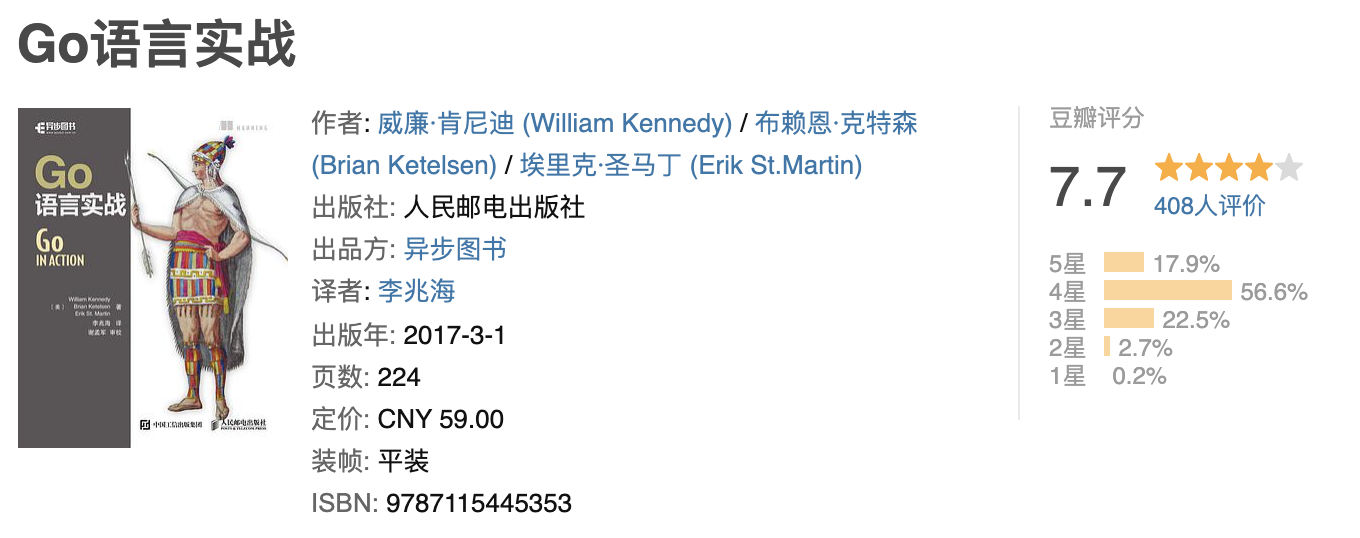 Go语言实战
异步图书
Go
语言实战
Go
IN ACTION
William Kennedy
[美] Brian Ketelsen 著
Erik St. Martin
李兆海 译
谢孟军 审校
MANNING
中国工信出版集团
人民邮电出版社
POSTS & TELECOM PRESS
作者: 威廉·肯尼迪 (William Kennedy) / 布赖恩·克特森
(Brian Ketelsen) / 埃里克·圣马丁 (Erik St.Martin)
出版社: 人民邮电出版社
出品方: 异步图书
译者: 李兆海
出版年: 2017-3-1
页数: 224
定价: CNY 59.00
装帧: 平装
ISBN: 9787115445353
豆瓣评分
7.7
408人评价
5星 17.9%
4星 56.6%
3星 22.5%
2星 2.7%
1星 0.2%